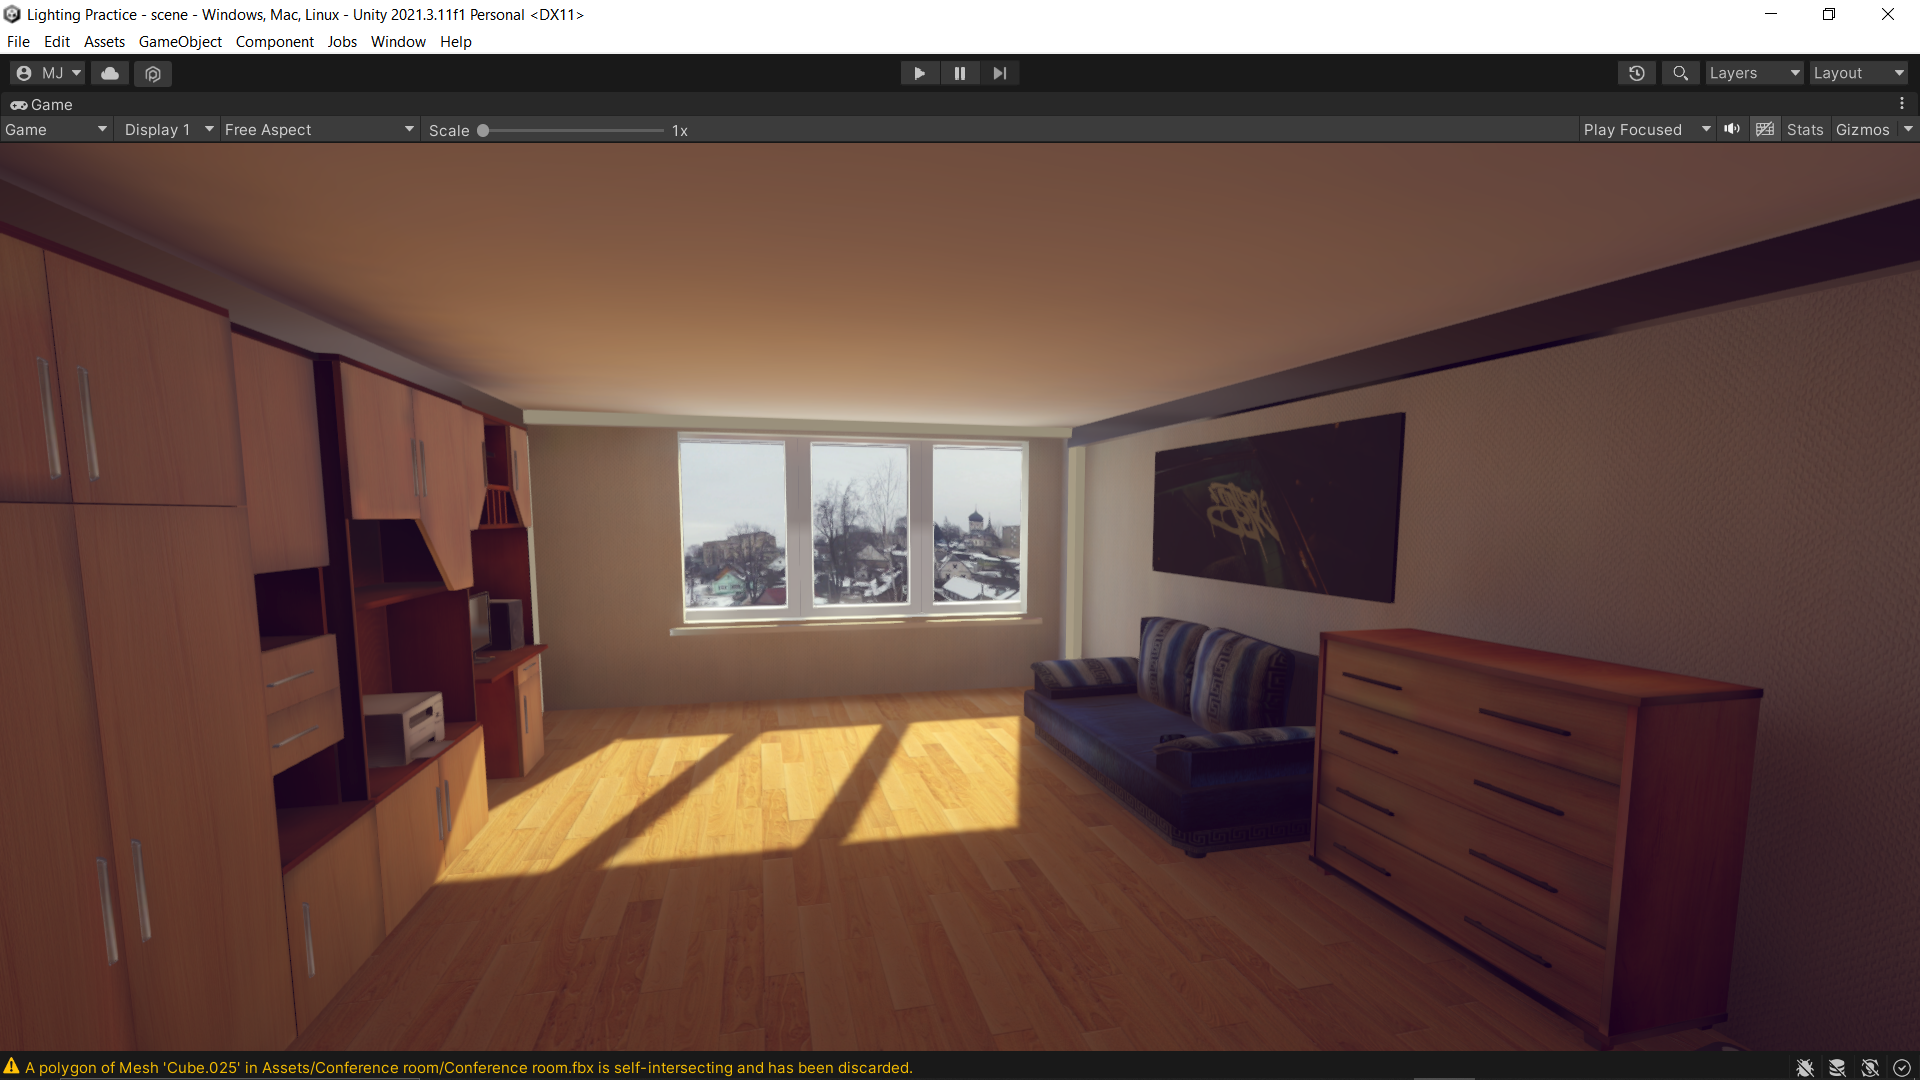 Lighting Practice - scene - Windows, Mac, Linux - Unity 2021.3.11f1 Personal <DX11>
File Edit Assets GameObject Component Jobs Window Help
MJ Layers Layout
Game
Game Display 1 Free Aspect Scale 1x Play Focused Stats Gizmos
A polygon of Mesh 'Cube.025' in Assets/Conference room/Conference room.fbx is self-intersecting and has been discarded.